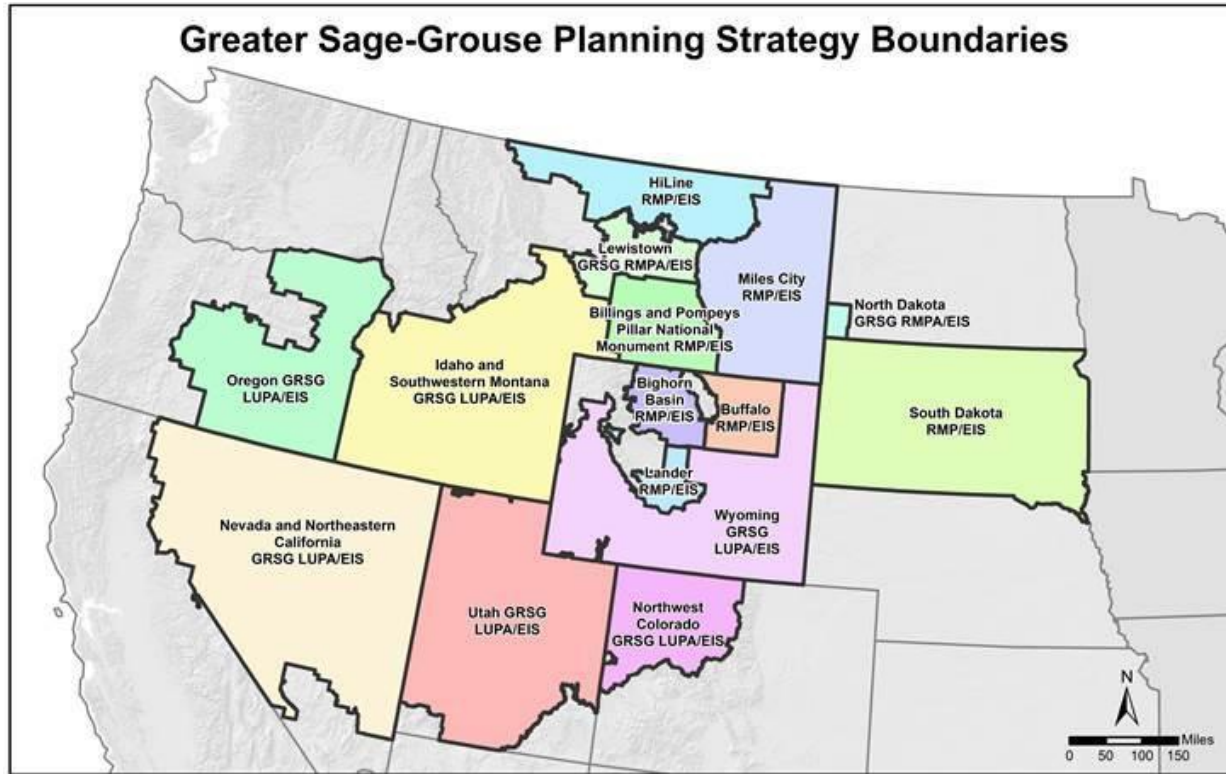 Greater Sage-Grouse Planning Strategy Boundaries
HiLine
RMP/EIS
Lewistown
GRSG RMPA/EIS
Miles City
RMP/EIS
North Dakota
GRSG RMPA/EIS
Billings and Pompeys
Pillar National
Monument RMP/EIS
Idaho and
Southwestern Montana
GRSG LUPA/EIS
Oregon GRSG
LUPA/EIS
Bighorn
Basin
RMP/EIS
Buffalo
RMP/EIS
South Dakota
RMP/EIS
Lander
RMP/EIS
Wyoming
GRSG
LUPA/EIS
Nevada and Northeastern
California
GRSG LUPA/EIS
Utah GRSG
LUPA/EIS
Northwest
Colorado
GRSG LUPA/EIS
N
Miles
0 50 100 150